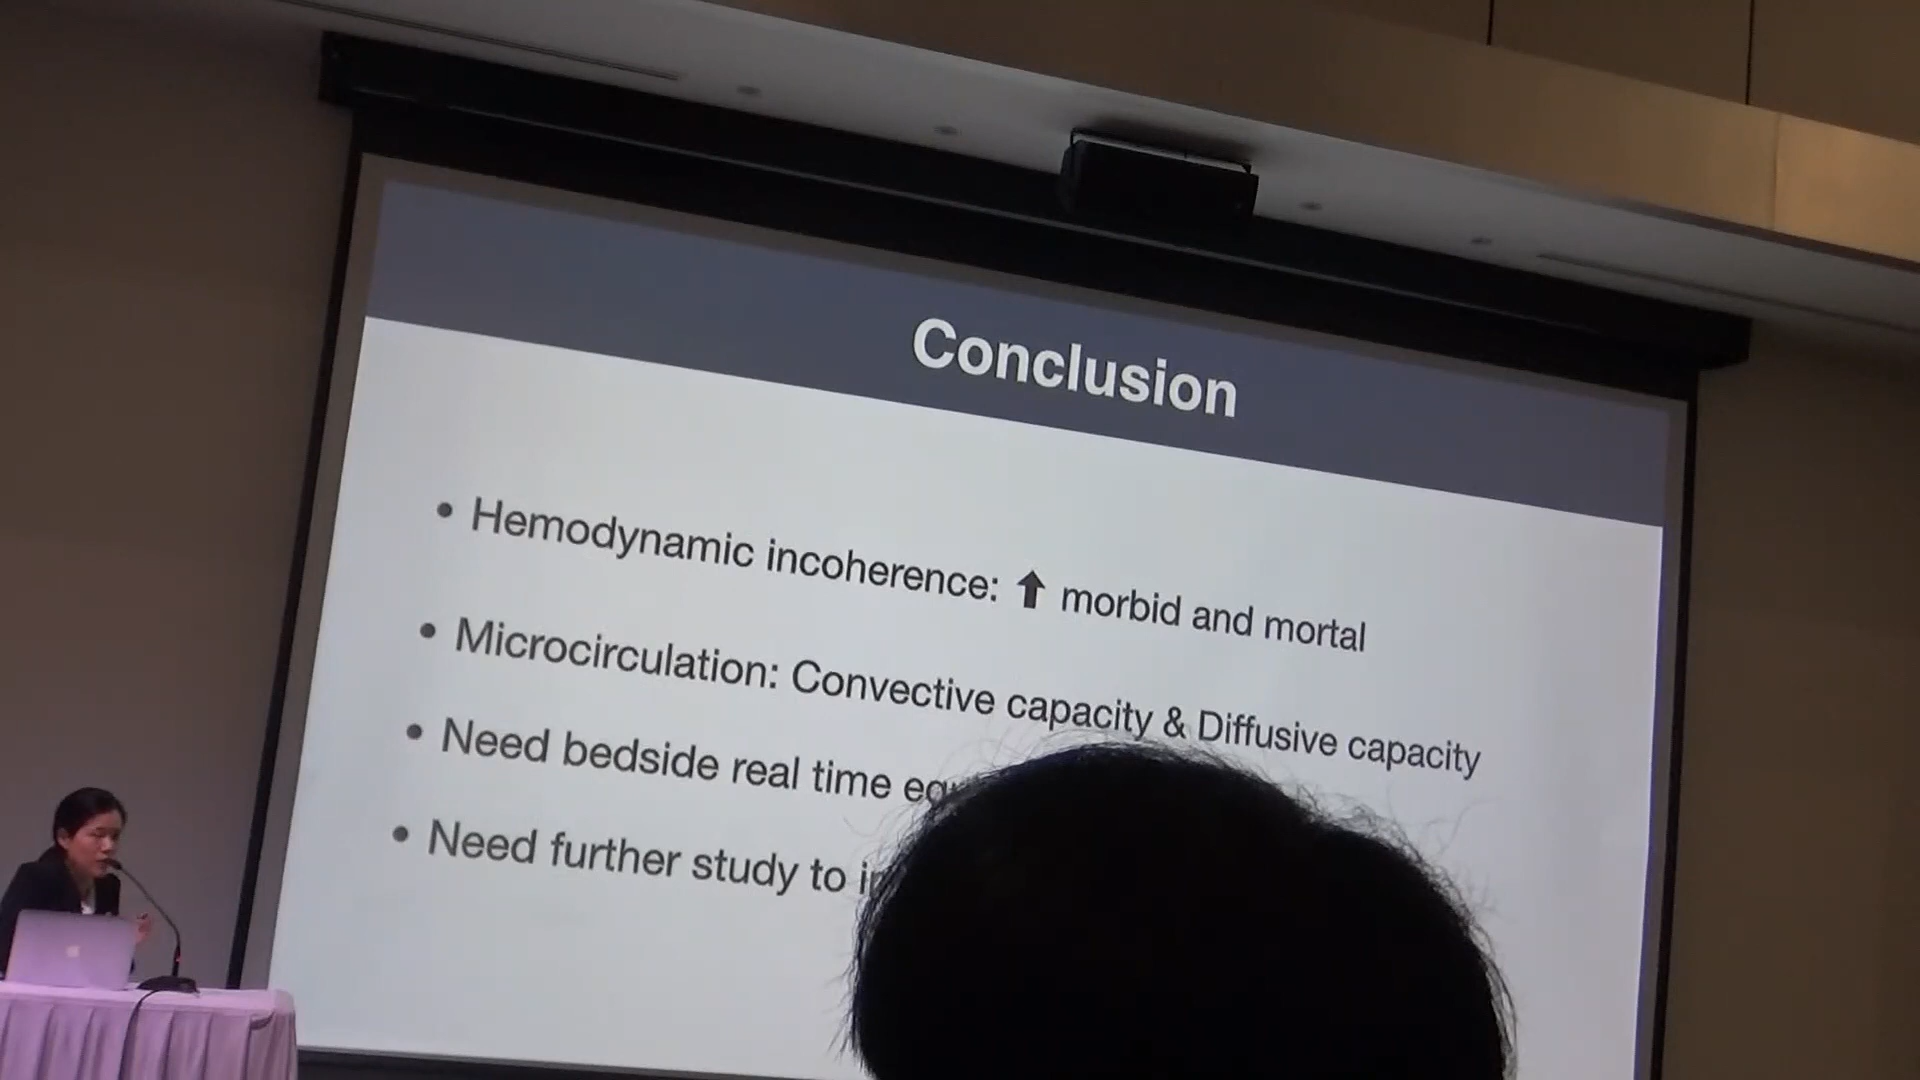 Conclusion
• Hemodynamic incoherence: ⬆ morbid and mortal
• Microcirculation: Convective capacity & Diffusive capacity
• Need bedside real time
• Need further study to